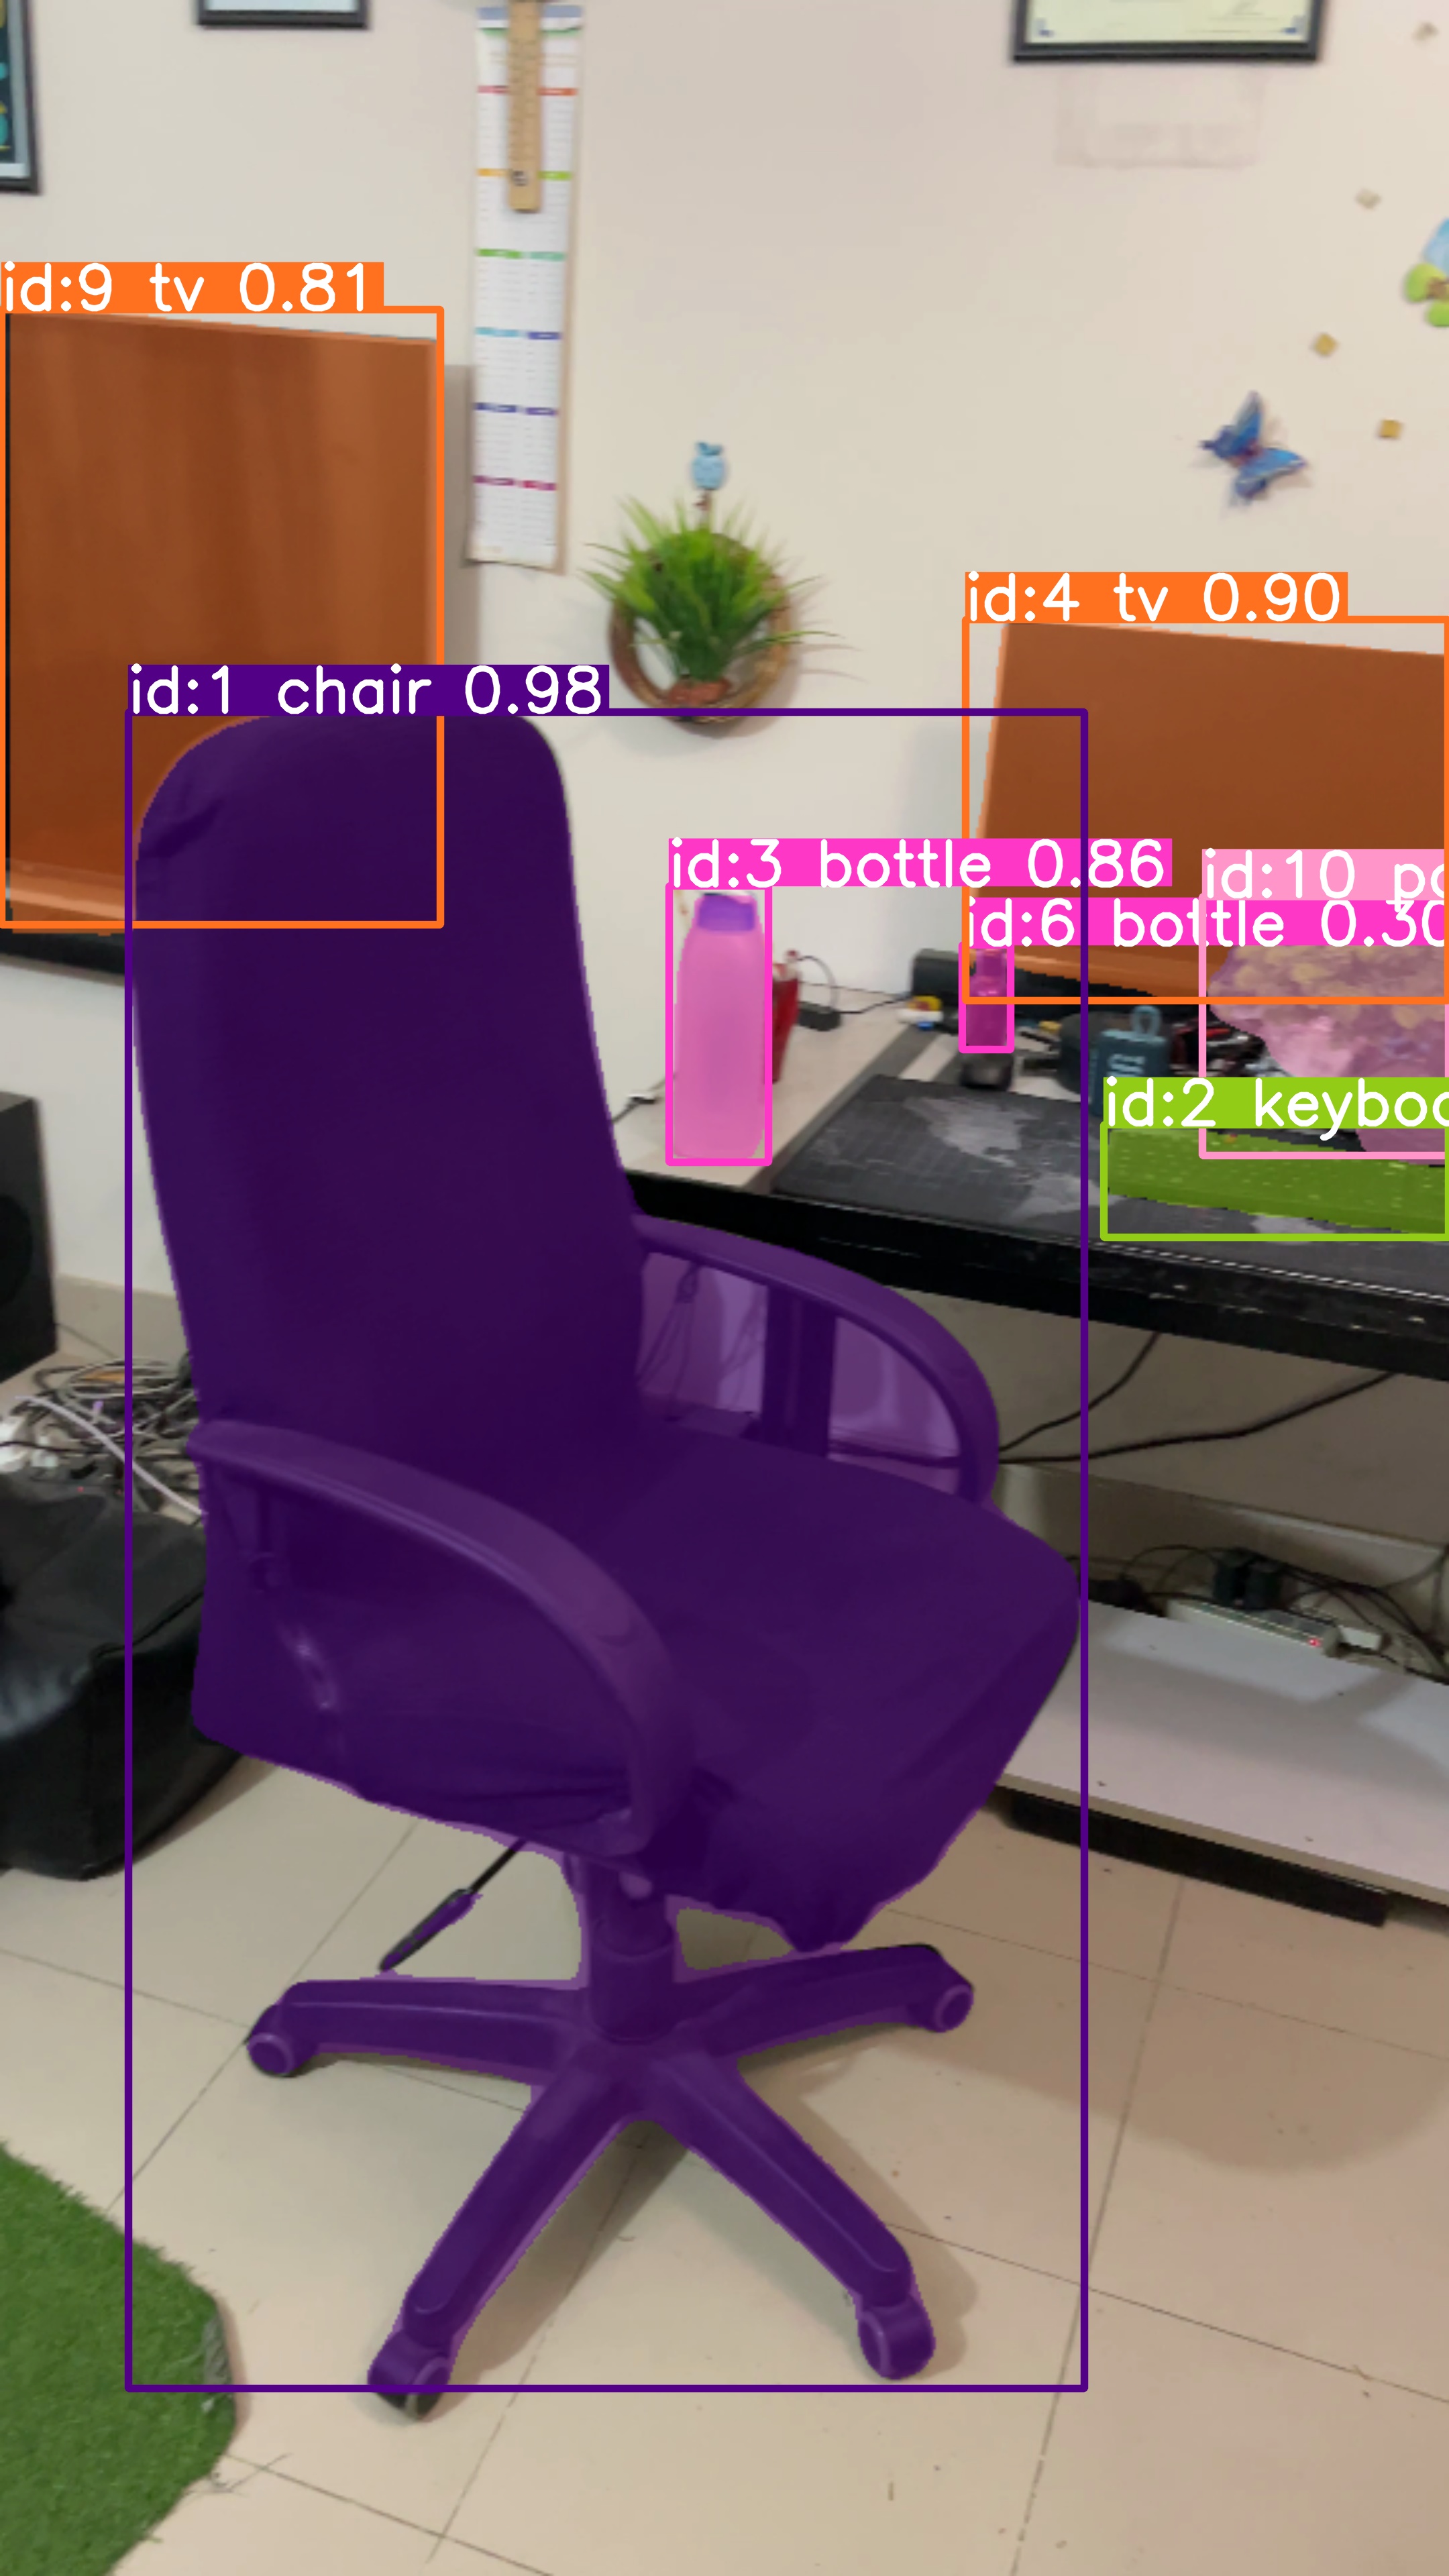 id:9 tv 0.81
id:4 tv 0.90
id:1 chair 0.98
id:3 bottle 0.86
id:10 po
id:6 bottle 0.30
id:2 keyboa